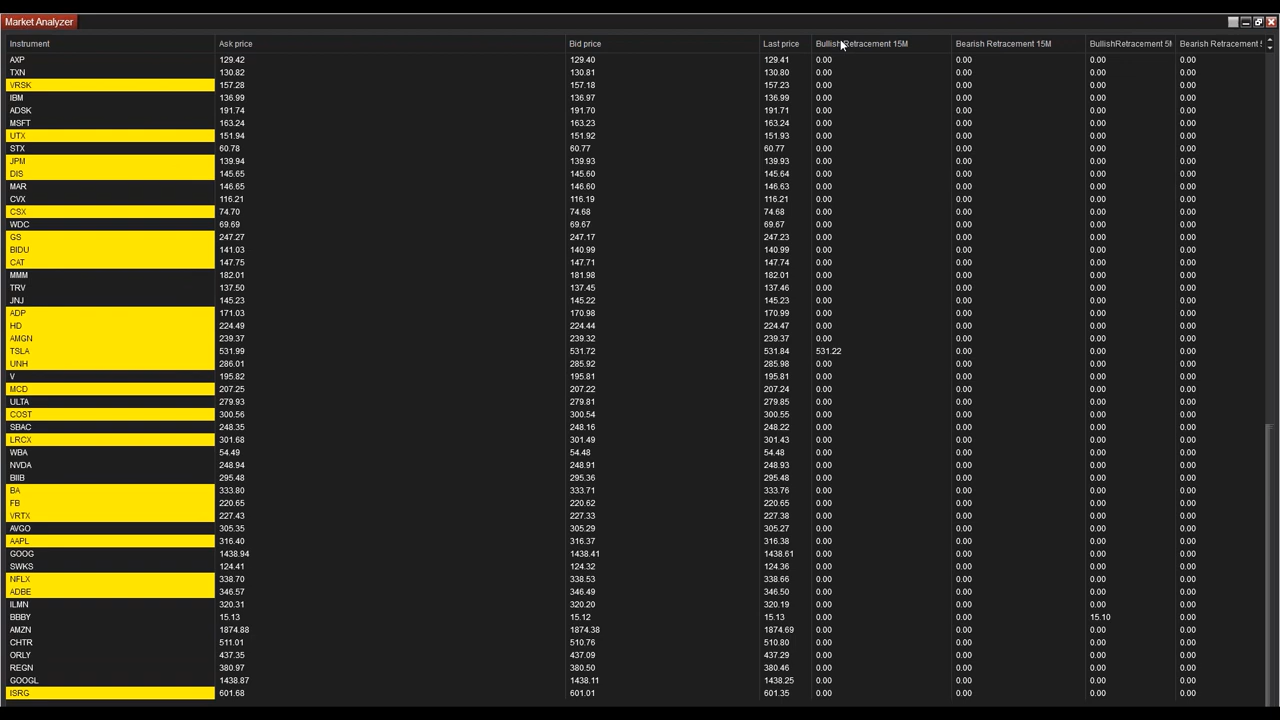 Market Analyzer
Instrument Ask price Bid price Last price BullishRetracement 15M Bearish Retracement 15M BullishRetracement 5M Bearish Retracement 5
AXP 129.42 129.40 129.41 0.00 0.00 0.00 0.00
TXN 130.82 130.81 130.80 0.00 0.00 0.00 0.00
VRSK 157.28 157.18 157.23 0.00 0.00 0.00 0.00
IBM 136.99 136.97 136.99 0.00 0.00 0.00 0.00
ADSK 191.74 191.70 191.71 0.00 0.00 0.00 0.00
MSFT 163.24 163.23 163.24 0.00 0.00 0.00 0.00
UTX 151.94 151.92 151.93 0.00 0.00 0.00 0.00
STX 60.78 60.77 60.77 0.00 0.00 0.00 0.00
JPM 139.94 139.93 139.93 0.00 0.00 0.00 0.00
DIS 145.65 145.60 145.64 0.00 0.00 0.00 0.00
MAR 146.65 146.60 146.63 0.00 0.00 0.00 0.00
CVX 116.21 116.19 116.21 0.00 0.00 0.00 0.00
CSX 74.70 74.68 74.68 0.00 0.00 0.00 0.00
WDC 69.69 69.67 69.67 0.00 0.00 0.00 0.00
GS 247.27 247.17 247.23 0.00 0.00 0.00 0.00
BIDU 141.03 140.99 140.99 0.00 0.00 0.00 0.00
CAT 147.75 147.71 147.74 0.00 0.00 0.00 0.00
MMM 182.01 181.98 182.01 0.00 0.00 0.00 0.00
TRV 137.50 137.45 137.46 0.00 0.00 0.00 0.00
JNJ 145.23 145.22 145.23 0.00 0.00 0.00 0.00
ADP 171.03 170.98 170.99 0.00 0.00 0.00 0.00
HD 224.49 224.44 224.47 0.00 0.00 0.00 0.00
AMGN 239.37 239.32 239.37 0.00 0.00 0.00 0.00
TSLA 531.99 531.72 531.84 531.22 0.00 0.00 0.00
UNH 286.01 285.92 285.98 0.00 0.00 0.00 0.00
V 195.82 195.81 195.81 0.00 0.00 0.00 0.00
MCD 207.25 207.22 207.24 0.00 0.00 0.00 0.00
ULTA 279.93 279.81 279.85 0.00 0.00 0.00 0.00
COST 300.56 300.54 300.55 0.00 0.00 0.00 0.00
SBAC 248.35 248.16 248.22 0.00 0.00 0.00 0.00
LRCX 301.68 301.49 301.43 0.00 0.00 0.00 0.00
WBA 54.49 54.48 54.48 0.00 0.00 0.00 0.00
NVDA 248.94 248.91 248.93 0.00 0.00 0.00 0.00
BIIB 295.48 295.36 295.48 0.00 0.00 0.00 0.00
BA 333.80 333.71 333.76 0.00 0.00 0.00 0.00
FB 220.65 220.62 220.65 0.00 0.00 0.00 0.00
VRTX 227.43 227.33 227.38 0.00 0.00 0.00 0.00
AVGO 305.35 305.29 305.27 0.00 0.00 0.00 0.00
AAPL 316.40 316.37 316.38 0.00 0.00 0.00 0.00
GOOG 1438.94 1438.41 1438.61 0.00 0.00 0.00 0.00
SWKS 124.41 124.32 124.36 0.00 0.00 0.00 0.00
NFLX 338.70 338.53 338.66 0.00 0.00 0.00 0.00
ADBE 346.57 346.49 346.50 0.00 0.00 0.00 0.00
ILMN 320.31 320.20 320.19 0.00 0.00 0.00 0.00
BBBY 15.13 15.12 15.13 0.00 0.00 15.10 0.00
AMZN 1874.88 1874.38 1874.69 0.00 0.00 0.00 0.00
CHTR 511.01 510.76 510.80 0.00 0.00 0.00 0.00
ORLY 437.35 437.09 437.29 0.00 0.00 0.00 0.00
REGN 380.97 380.50 380.46 0.00 0.00 0.00 0.00
GOOGL 1438.87 1438.11 1438.25 0.00 0.00 0.00 0.00
ISRG 601.68 601.01 601.35 0.00 0.00 0.00 0.00